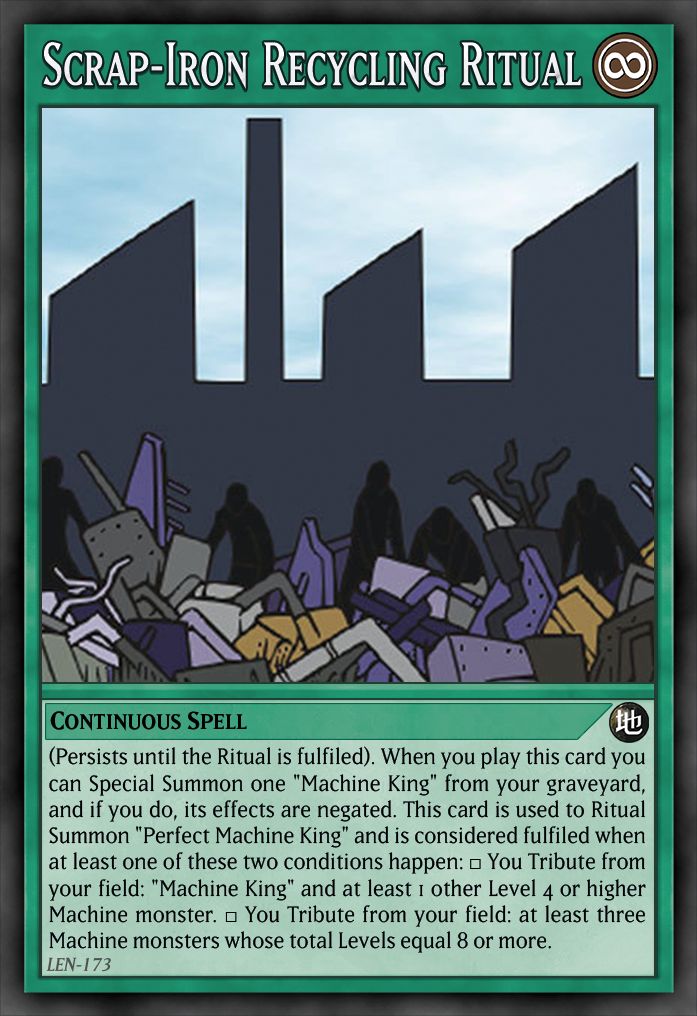 Scrap-Iron Recycling Ritual
Continuous Spell
(Persists until the Ritual is fulfiled). When you play this card you
can Special Summon one "Machine King" from your graveyard,
and if you do, its effects are negated. This card is used to Ritual
Summon "Perfect Machine King" and is considered fulfiled when
at least one of these two conditions happen: □ You Tribute from
your field: "Machine King" and at least 1 other Level 4 or higher
Machine monster. □ You Tribute from your field: at least three
Machine monsters whose total Levels equal 8 or more.
LEN-173